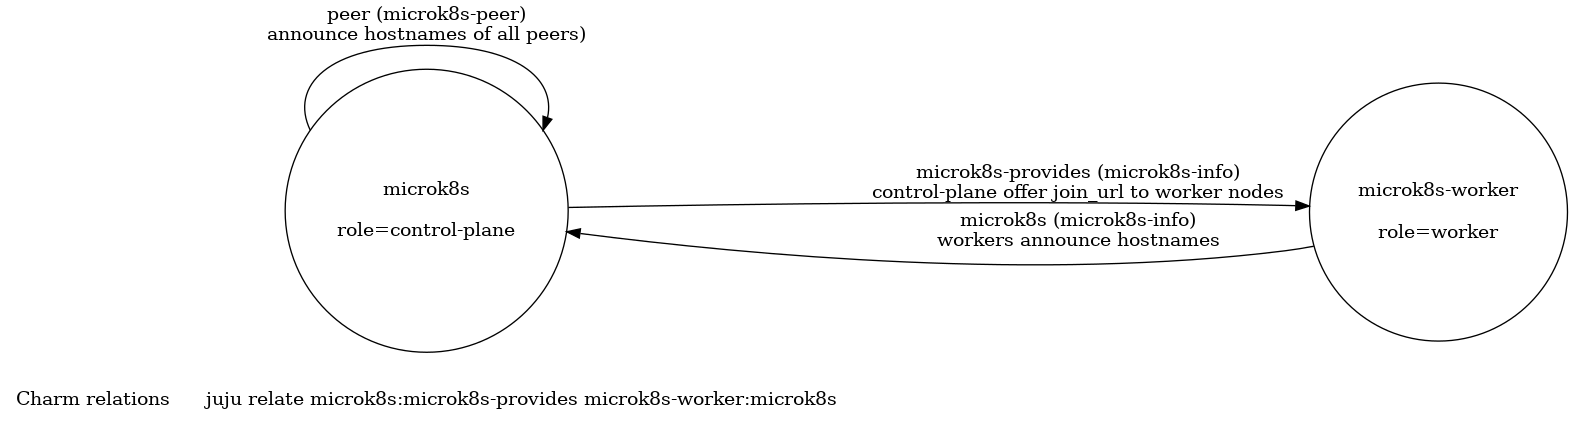 peer (microk8s-peer)
announce hostnames of all peers)
microk8s
role=control-plane
microk8s-provides (microk8s-info)
control-plane offer join_url to worker nodes
microk8s (microk8s-info)
workers announce hostnames
microk8s-worker
role=worker
Charm relations
juju relate microk8s:microk8s-provides microk8s-worker:microk8s